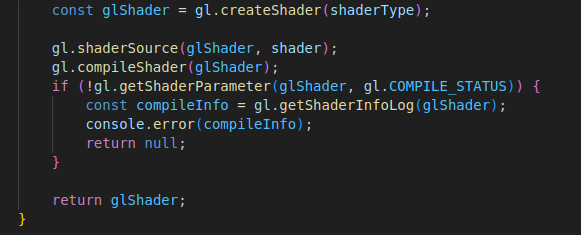 const glShader = gl.createShader(shaderType);
gl.shaderSource(glShader, shader);
gl.compileShader(glShader);
if (!gl.getShaderParameter(glShader, gl.COMPILE_STATUS)) {
const compileInfo = gl.getShaderInfoLog(glShader);
console.error(compileInfo);
return null;
}
return glShader;
}